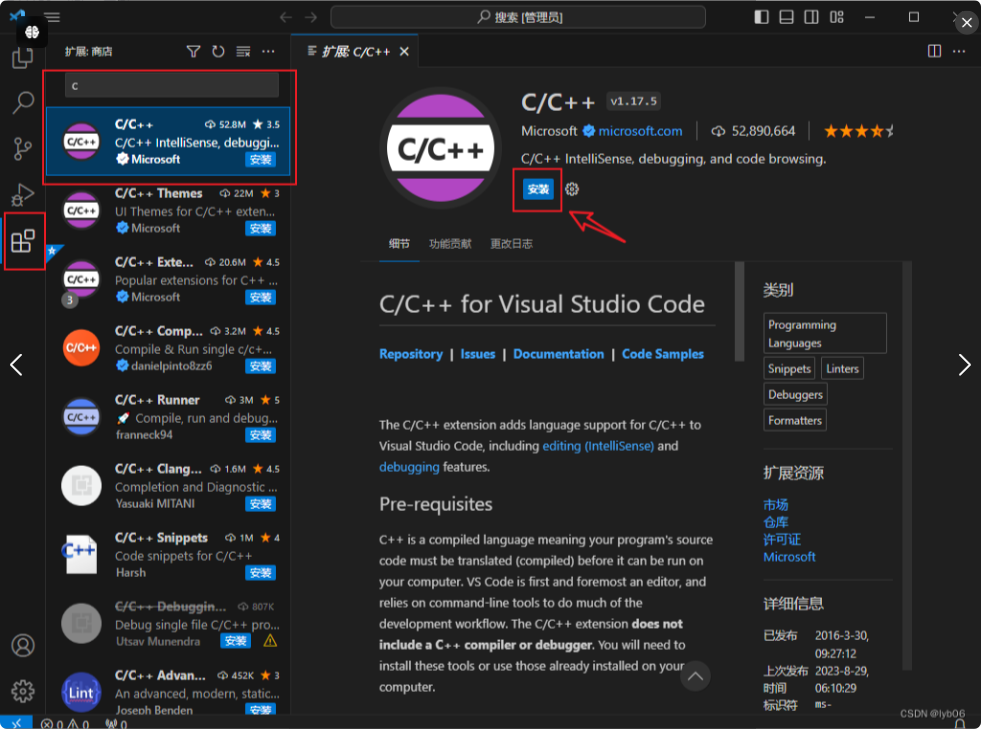 搜索 [管理员]
扩展: 商店
扩展: C/C++
c
C/C++ 52.8M ★ 3.5
C/C++ IntelliSense, debuggi...
Microsoft 安装
C/C++ Themes 22M ★ 3
UI Themes for C/C++ exten...
Microsoft 安装
C/C++ Exte... 20.6M ★ 4.5
Popular extensions for C++ ...
3 Microsoft 安装
C/C++ Comp... 3.2M ★ 4.5
Compile & Run single c/c+...
danielpinto8zz6 安装
C/C++ Runner 3M ★ 5
🚀 Compile, run and debug...
franneck94 安装
C/C++ Clang... 1.6M ★ 4.5
Completion and Diagnostic ...
Yasuaki MITANI 安装
C/C++ Snippets 1M ★ 4
Code snippets for C/C++
Harsh 安装
C/C++ Debuggin... 807K
Debug single file C/C++ pro...
Utsav Munendra 安装
C/C++ Advan... 452K ★ 3
An advanced, modern, static...
Joseph Benden 安装
C/C++
C/C++
C/C++
C/C++
C/C++
C++
Lint
C/C++
C/C++ v1.17.5
Microsoft microsoft.com 52,890,664
C/C++ IntelliSense, debugging, and code browsing.
安装
细节 功能贡献 更改日志
C/C++ for Visual Studio Code
Repository | Issues | Documentation | Code Samples
The C/C++ extension adds language support for C/C++ to
Visual Studio Code, including editing (IntelliSense) and
debugging features.
Pre-requisites
C++ is a compiled language meaning your program's source
code must be translated (compiled) before it can be run on
your computer. VS Code is first and foremost an editor, and
relies on command-line tools to do much of the
development workflow. The C/C++ extension does not
include a C++ compiler or debugger. You will need to
install these tools or use those already installed on your
computer.
类别
Programming
Languages
Snippets Linters
Debuggers
Formatters
扩展资源
市场
仓库
许可证
Microsoft
详细信息
已发布 2016-3-30,
09:27:12
上次发布 2023-8-29,
时间 06:10:29
标识符 ms-
0 0 0
CSDN @lyb06